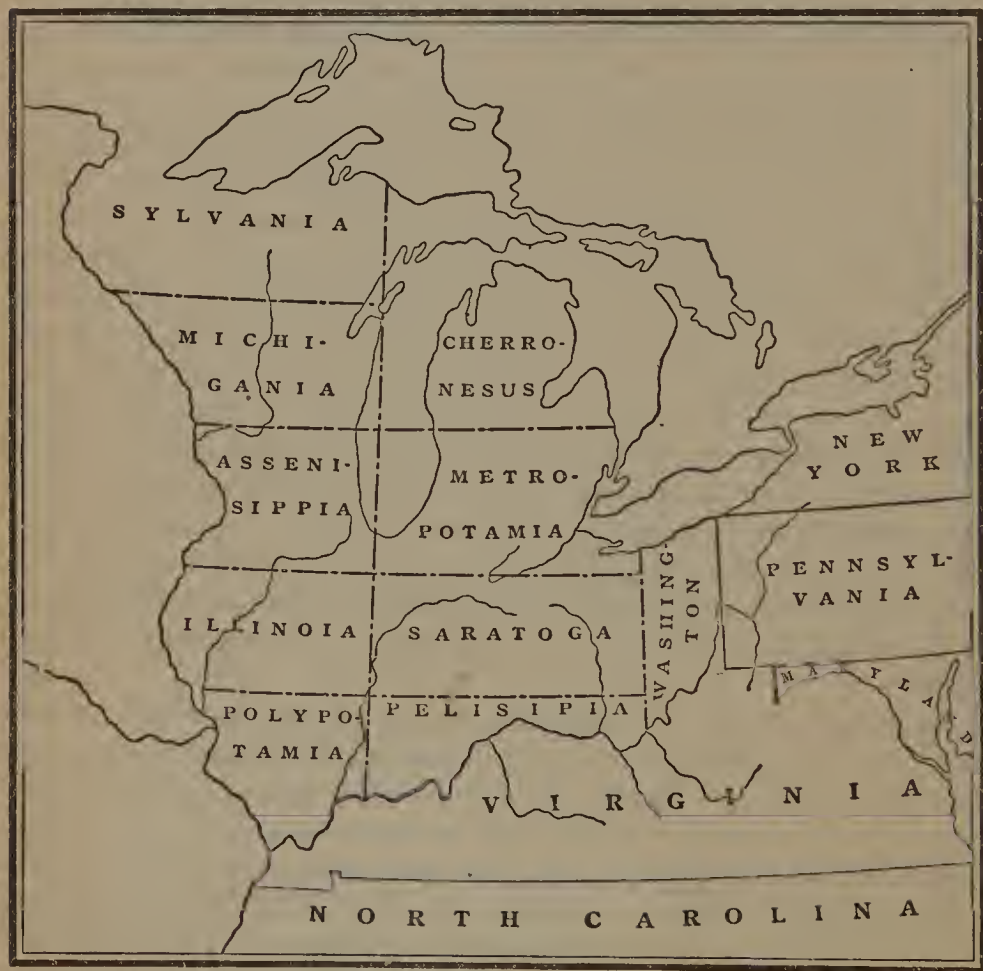 SYLVANIA
MICHI-
GANIA
CHERRO-
NESUS
ASSENI-
SIPPIA
METRO-
POTAMIA
NEW
YORK
PENNSYL-
VANIA
WASHING-
TON
ILLINOIA
SARATOGA
POLYPO-
TAMIA
PELISIPIA
MARYLAND
VIRGINIA
NORTH CAROLINA